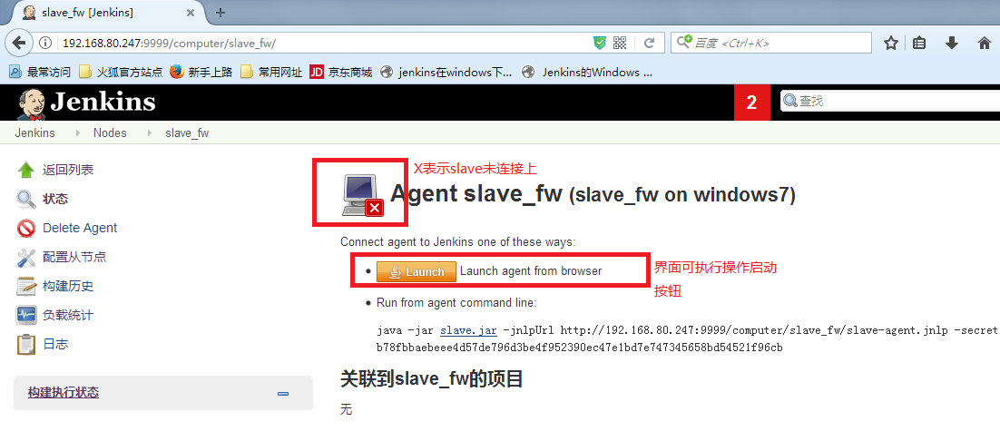 slave_fw [Jenkins]
192.168.80.247:9999/computer/slave_fw/
百度 <Ctrl+K>
最常访问 火狐官方站点 新手上路 常用网址 JD 京东商城 jenkins在windows下... Jenkins的Windows ...
Jenkins
2
查找
Jenkins Nodes slave_fw
返回列表
状态
Delete Agent
配置从节点
构建历史
负载统计
日志
构建执行状态
X表示slave未连接上
Agent slave_fw (slave_fw on windows7)
Connect agent to Jenkins one of these ways:
Launch Launch agent from browser
界面可执行操作启动
按钮
Run from agent command line:
java -jar slave.jar -jnlpUrl http://192.168.80.247:9999/computer/slave_fw/slave-agent.jnlp -secret
b78fbbaebeee4d57de796d3be4f952390ec47e1bd7e747345658bd54521f96cb
关联到slave_fw的项目
无